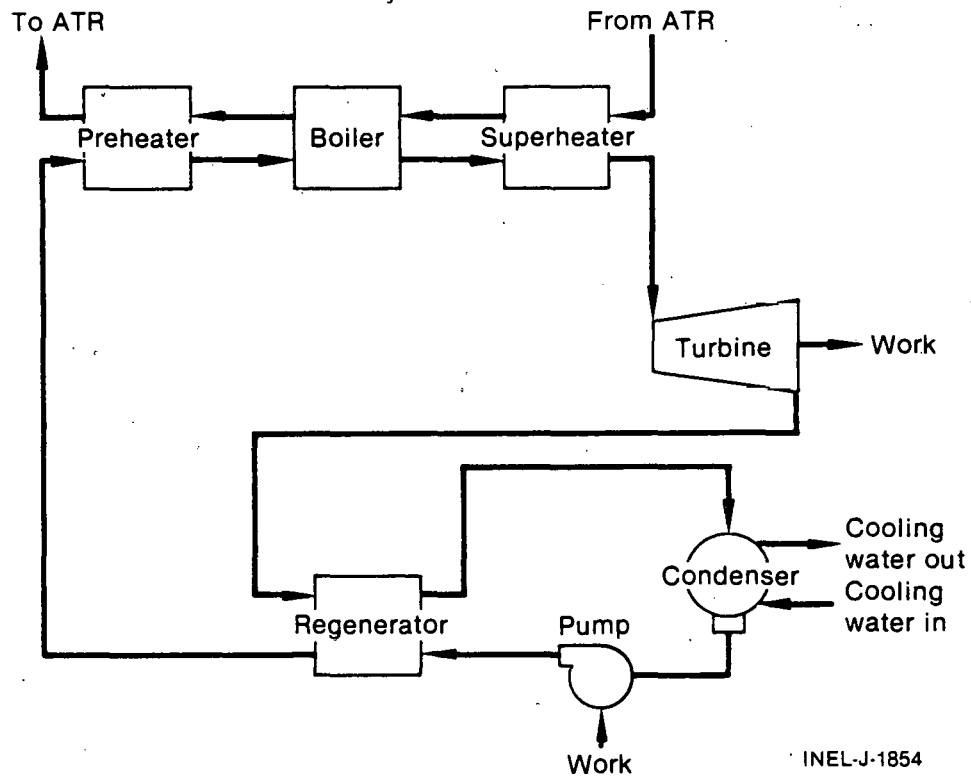 To ATR
From ATR
Preheater
Boiler
Superheater
Turbine
Work
Cooling
water out
Condenser
Cooling
water in
Regenerator
Pump
Work
INEL-J-1854